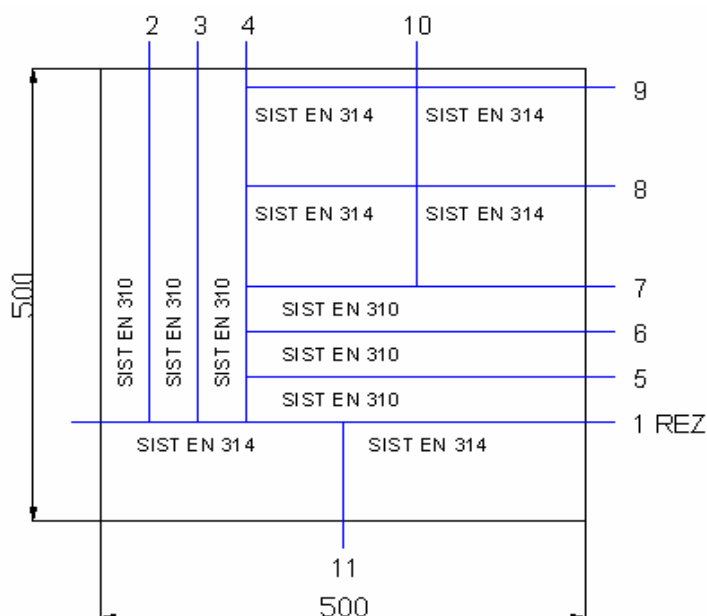 2 3 4 10
9
SIST EN 314 SIST EN 314
8
SIST EN 314 SIST EN 314
500
SIST EN 310
SIST EN 310
SIST EN 310
7
SIST EN 310
6
SIST EN 310
5
SIST EN 310
1 REZ
SIST EN 314 SIST EN 314
11
500